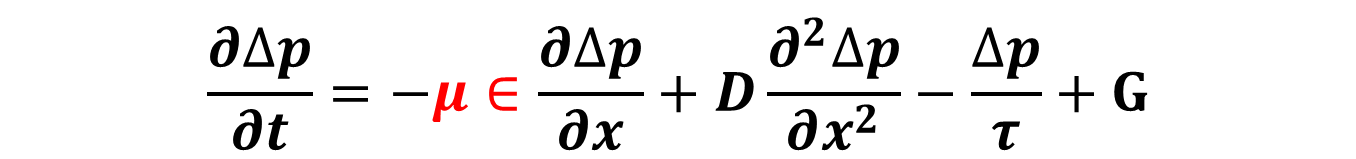 ∂Δp/∂t = −μ ∈ ∂Δp/∂x + D ∂²Δp/∂x² − Δp/τ + G